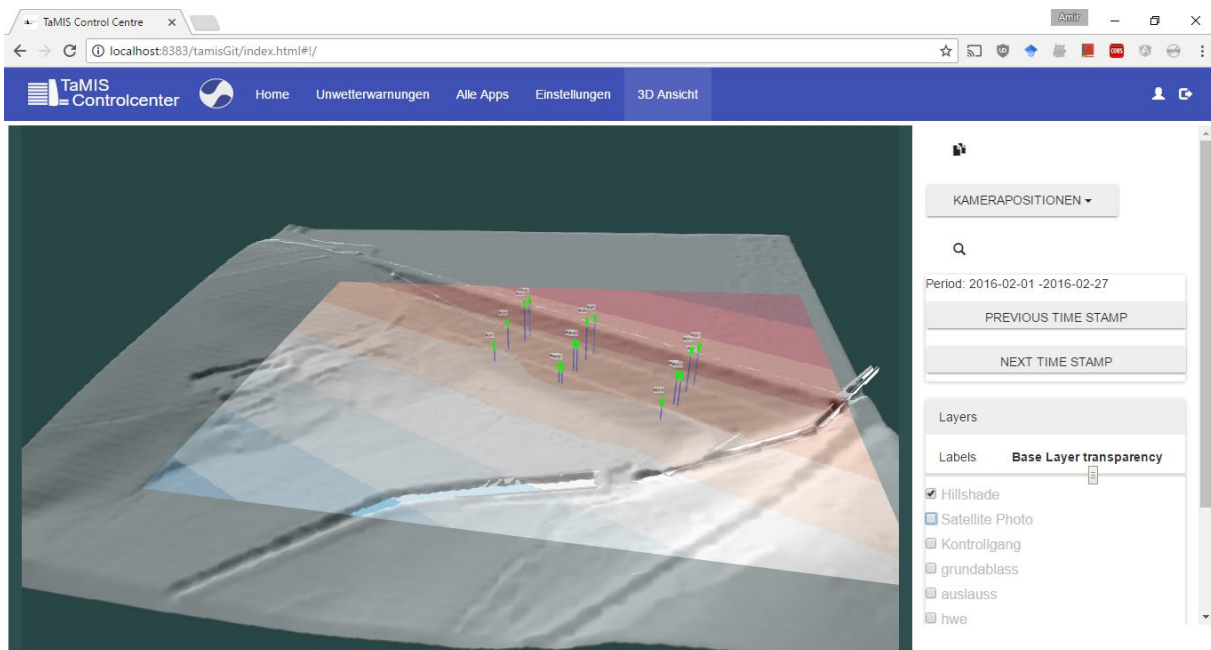 TaMIS Control Centre
Amir
localhost:8383/tamisGit/index.html#!/
TaMIS
Controlcenter
Home Unwetterwarnungen Alle Apps Einstellungen 3D Ansicht
KAMERAPOSITIONEN
Period: 2016-02-01 -2016-02-27
PREVIOUS TIME STAMP
NEXT TIME STAMP
Layers
Labels Base Layer transparency
Hillshade
Satellite Photo
Kontrollgang
grundablass
auslauss
hwe